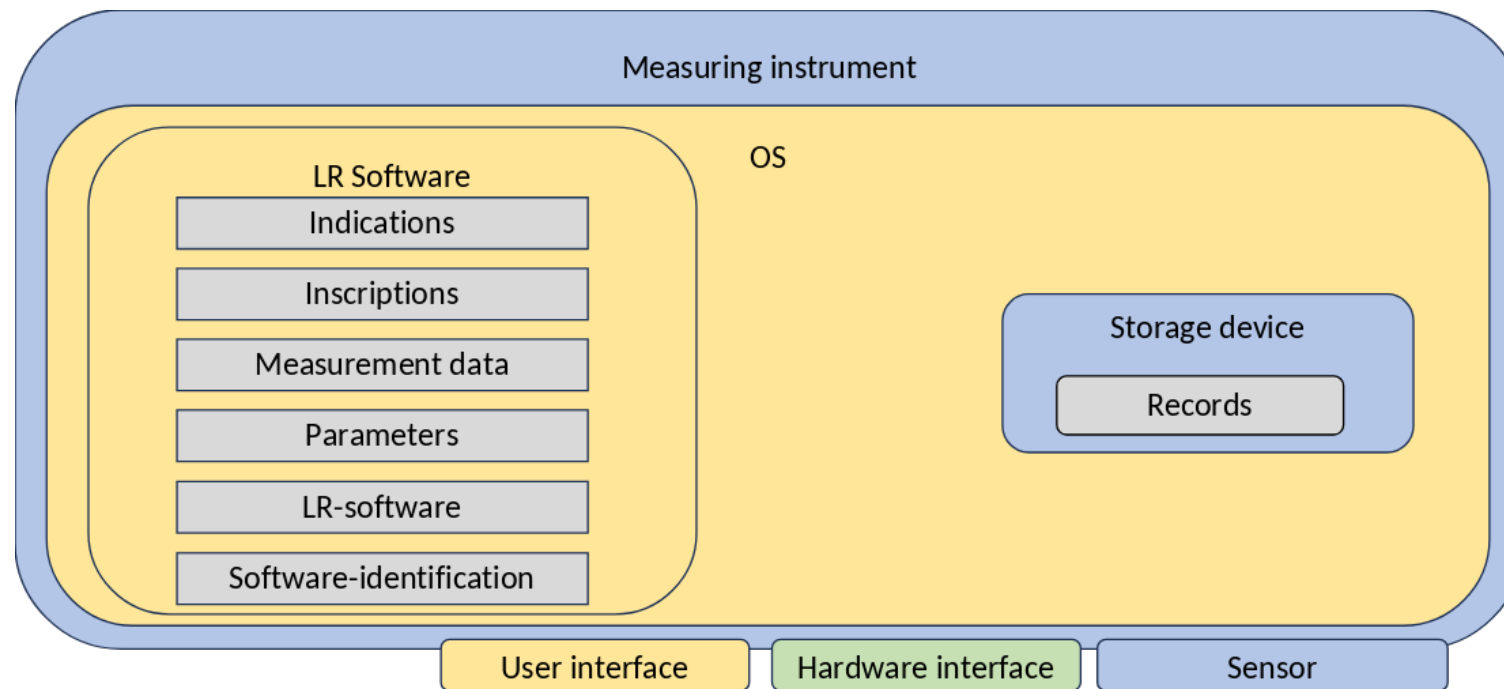 Measuring instrument
OS
LR Software
Indications
Inscriptions
Measurement data
Parameters
LR-software
Software-identification
Storage device
Records
User interface
Hardware interface
Sensor